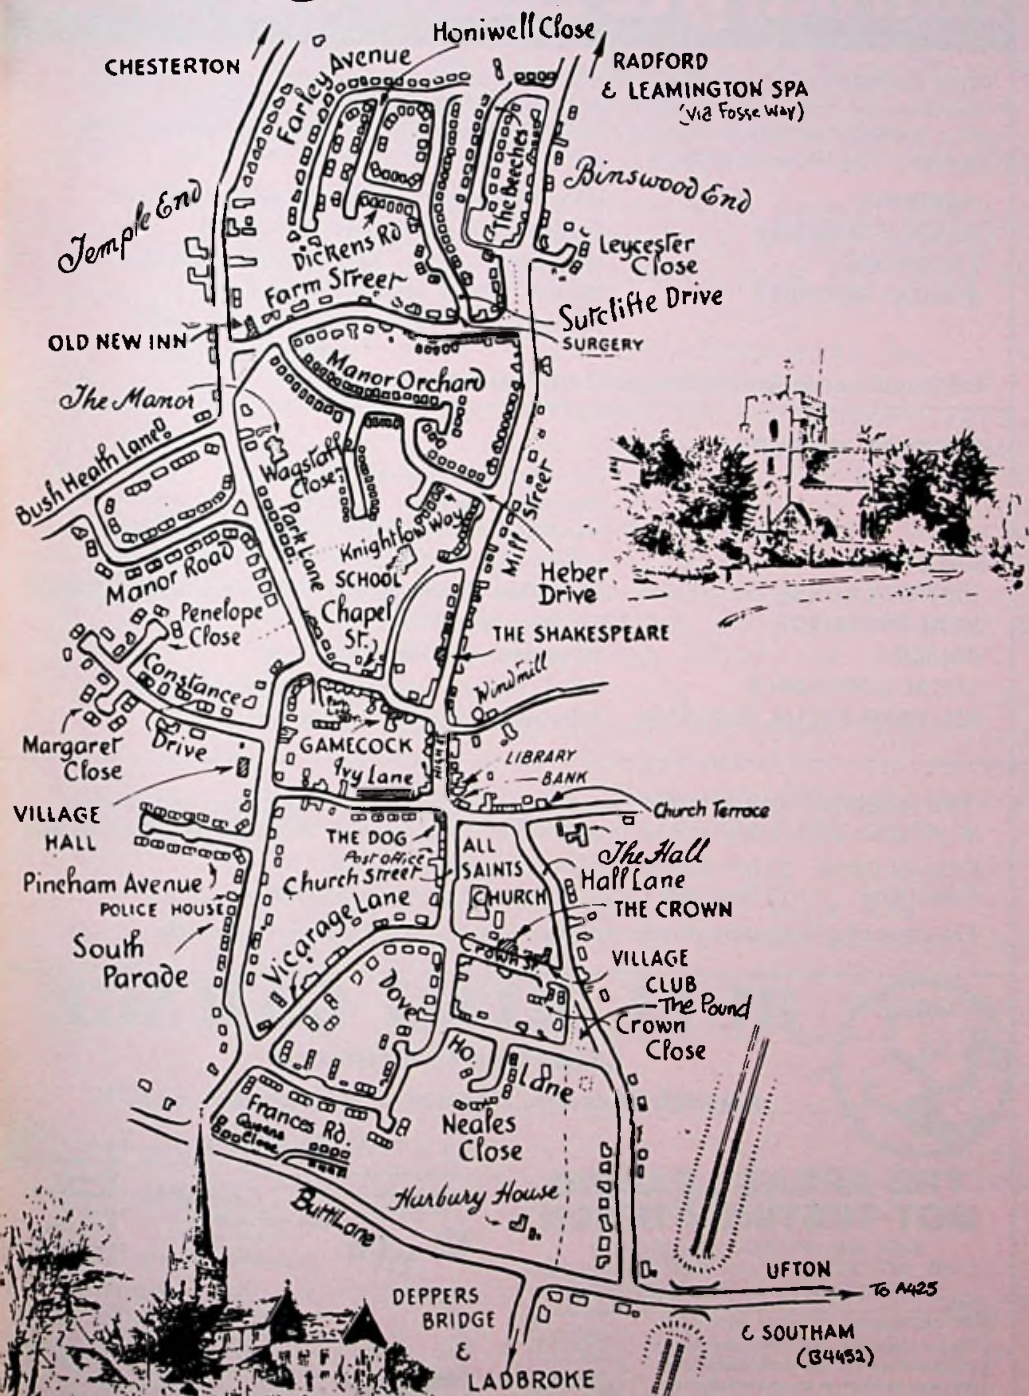 Honiwell Close
CHESTERTON
Farley Avenue
RADFORD
& LEAMINGTON SPA
(via Fosse Way)
The Beeches
Binswood End
Temple End
Dickens Rd
Leycester
Close
Farm Street
Sutcliffe Drive
OLD NEW INN
SURGERY
Manor Orchard
The Manor
Bush Heath Lane
Wagstaff
Close
Park Lane
Mill Street
Knightlow Way
Manor Road
SCHOOL
Heber
Drive
Penelope
Close
Chapel
St.
THE SHAKESPEARE
Constance
Drive
Windmill
Margaret
Close
GAMECOCK
HIGH ST
Ivy Lane
LIBRARY
BANK
VILLAGE
HALL
Church Terrace
THE DOG
Post office
Church Street
ALL
SAINTS
CHURCH
The Hall
Hall Lane
Pincham Avenue
POLICE HOUSE
THE CROWN
South
Parade
Vicarage Lane
Crown St.
VILLAGE
CLUB
The Pound
Dove
Ho.
Lane
Crown
Close
Frances Rd.
Queens
Close
Neales
Close
Harbury House
Butt Lane
UFTON
To A425
DEPPERS
BRIDGE
&
LADBROKE
& SOUTHAM
(B4452)